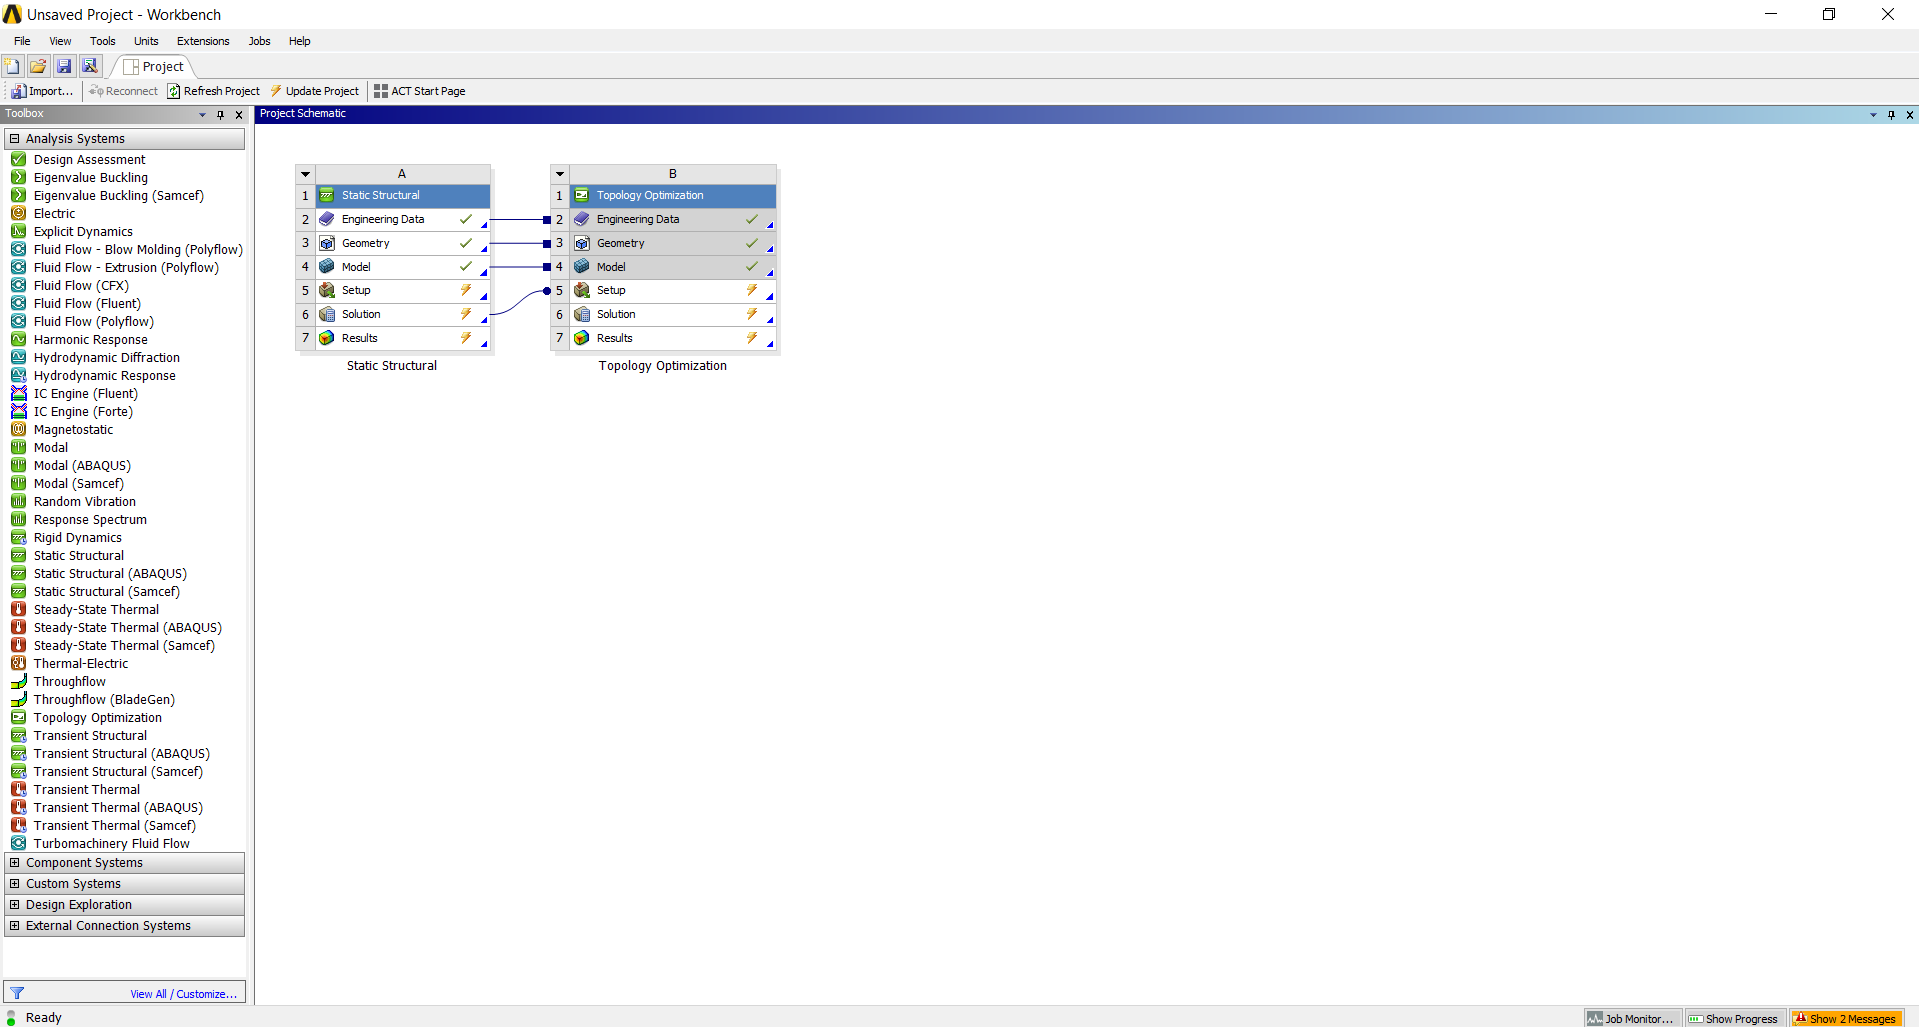 Unsaved Project - Workbench
File View Tools Units Extensions Jobs Help
Project
Import... Reconnect Refresh Project Update Project ACT Start Page
Toolbox
Analysis Systems
Design Assessment
Eigenvalue Buckling
Eigenvalue Buckling (Samcef)
Electric
Explicit Dynamics
Fluid Flow - Blow Molding (Polyflow)
Fluid Flow - Extrusion (Polyflow)
Fluid Flow (CFX)
Fluid Flow (Fluent)
Fluid Flow (Polyflow)
Harmonic Response
Hydrodynamic Diffraction
Hydrodynamic Response
IC Engine (Fluent)
IC Engine (Forte)
Magnetostatic
Modal
Modal (ABAQUS)
Modal (Samcef)
Random Vibration
Response Spectrum
Rigid Dynamics
Static Structural
Static Structural (ABAQUS)
Static Structural (Samcef)
Steady-State Thermal
Steady-State Thermal (ABAQUS)
Steady-State Thermal (Samcef)
Thermal-Electric
Throughflow
Throughflow (BladeGen)
Topology Optimization
Transient Structural
Transient Structural (ABAQUS)
Transient Structural (Samcef)
Transient Thermal
Transient Thermal (ABAQUS)
Transient Thermal (Samcef)
Turbomachinery Fluid Flow
Component Systems
Custom Systems
Design Exploration
External Connection Systems
View All / Customize...
Project Schematic
A
1 Static Structural
2 Engineering Data
3 Geometry
4 Model
5 Setup
6 Solution
7 Results
Static Structural
B
1 Topology Optimization
2 Engineering Data
3 Geometry
4 Model
5 Setup
6 Solution
7 Results
Topology Optimization
Ready
Job Monitor... Show Progress Show 2 Messages